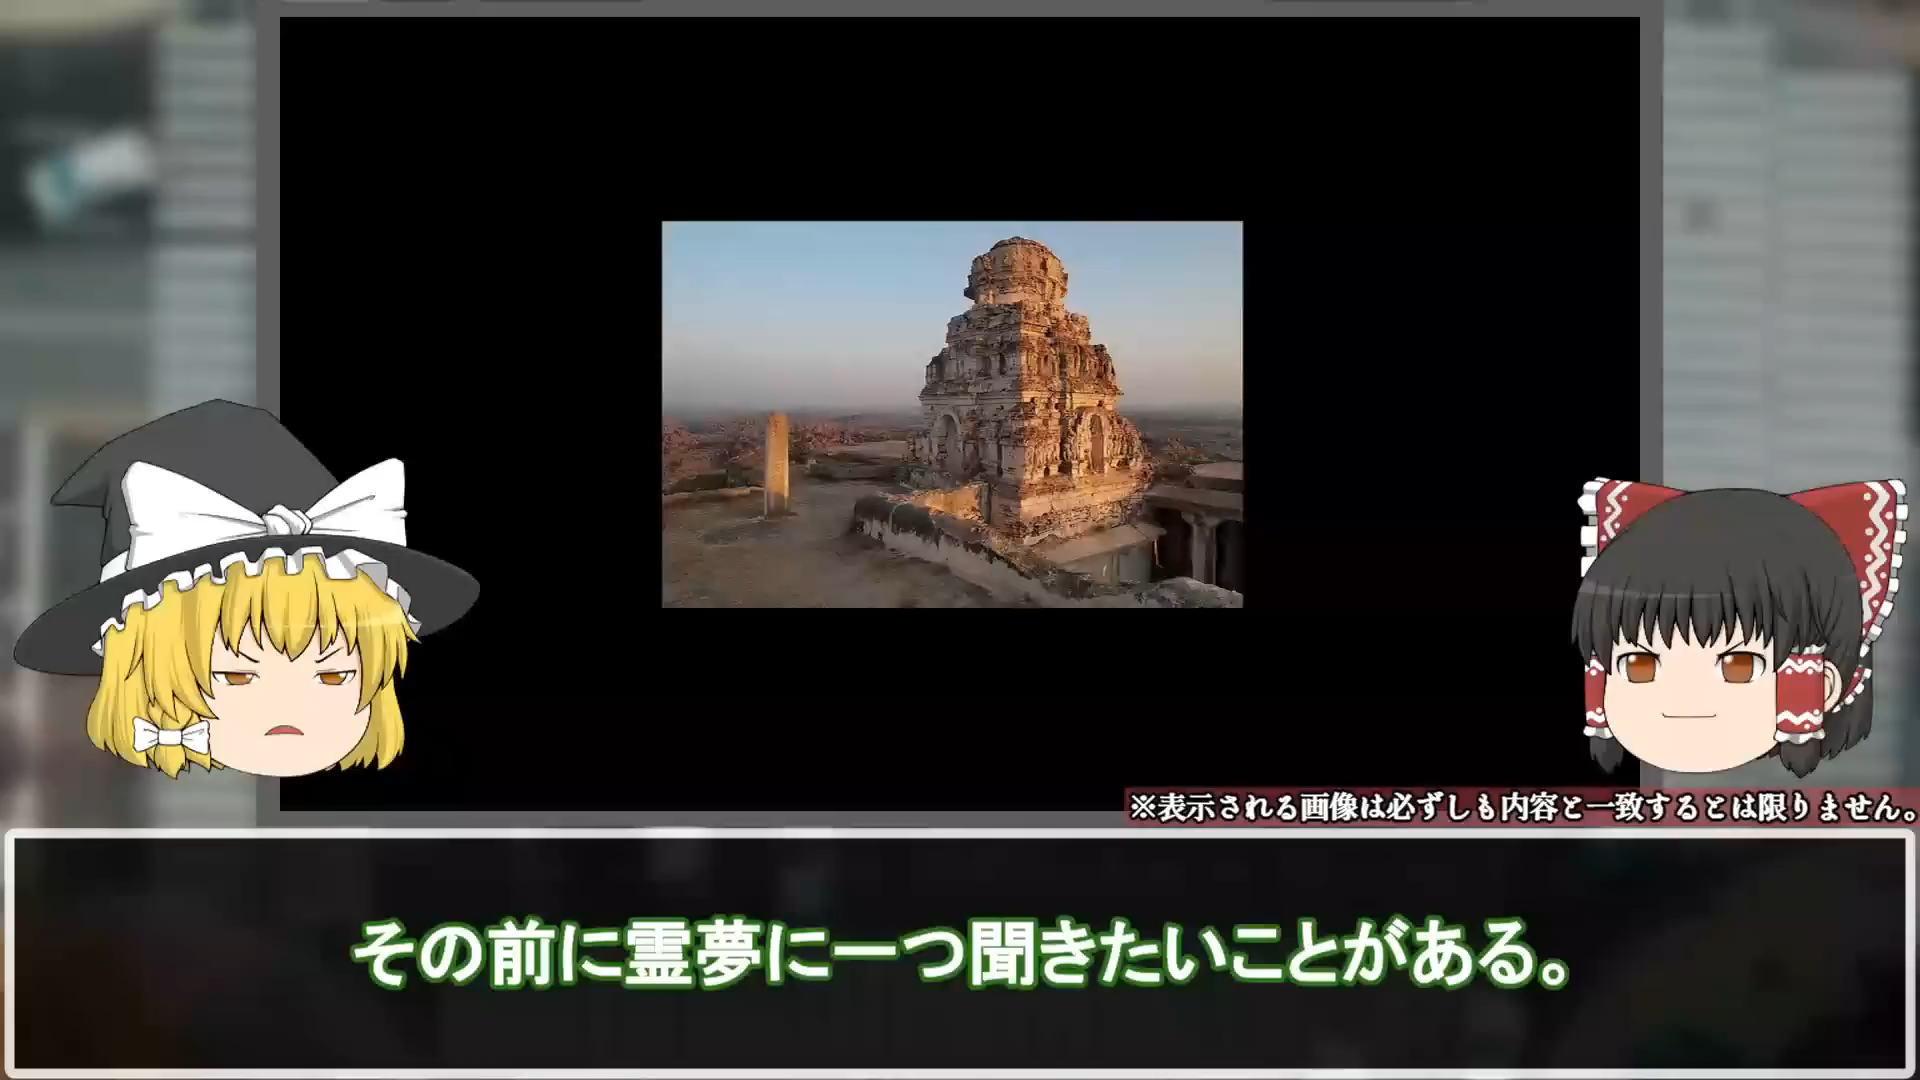 ※表示される画像は必ずしも内容と一致するとは限りません。
その前に霊夢に一つ聞きたいことがある。